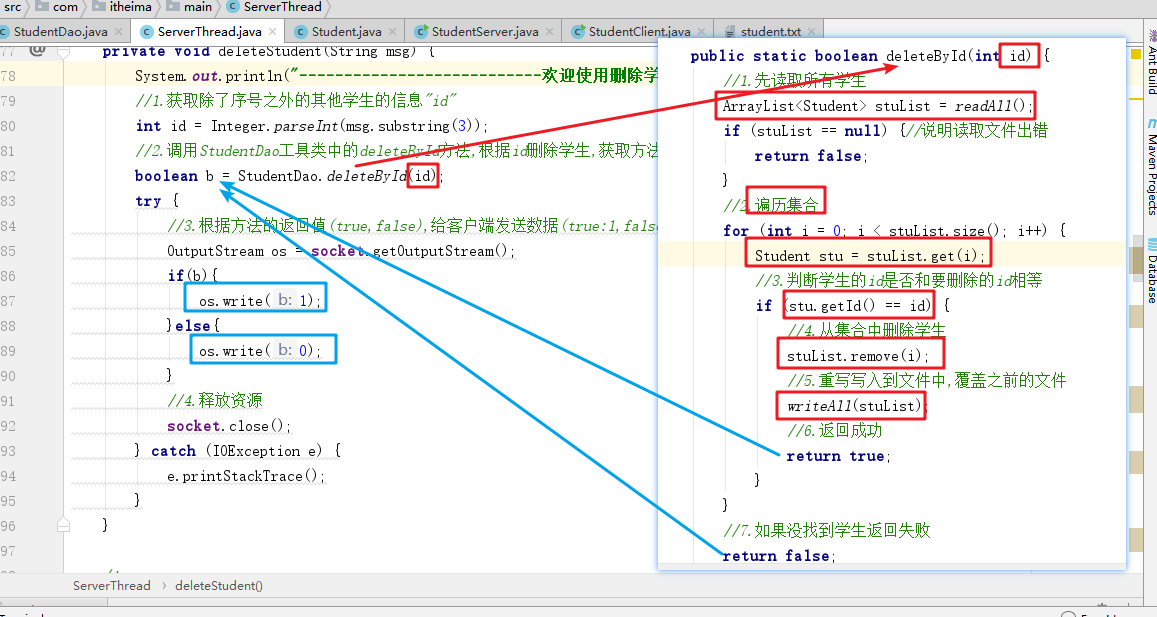 src com itheima main ServerThread
StudentDao.java ServerThread.java Student.java StudentServer.java StudentClient.java student.txt
77 @ private void deleteStudent(String msg) {
78 System.out.println("--------------------------欢迎使用删除学
79 //1.获取除了序号之外的其他学生的信息"id"
80 int id = Integer.parseInt(msg.substring(3));
81 //2.调用StudentDao工具类中的deleteById方法,根据id删除学生,获取方法
82 boolean b = StudentDao.deleteById(id);
83 try {
84 //3.根据方法的返回值(true,false),给客户端发送数据(true:1,false
85 OutputStream os = socket.getOutputStream();
86 if(b){
87 os.write( b: 1);
88 }else{
89 os.write( b: 0);
90 }
91 //4.释放资源
92 socket.close();
93 } catch (IOException e) {
94 e.printStackTrace();
95 }
96 }
97
ServerThread deleteStudent()
public static boolean deleteById(int id) {
//1.先读取所有学生
ArrayList<Student> stuList = readAll();
if (stuList == null) {//说明读取文件出错
return false;
}
//2.遍历集合
for (int i = 0; i < stuList.size(); i++) {
Student stu = stuList.get(i);
//3.判断学生的id是否和要删除的id相等
if (stu.getId() == id) {
//4.从集合中删除学生
stuList.remove(i);
//5.重写写入到文件中,覆盖之前的文件
writeAll(stuList);
//6.返回成功
return true;
}
}
//7.如果没找到学生返回失败
return false;
Ant Build
Maven Projects
Database